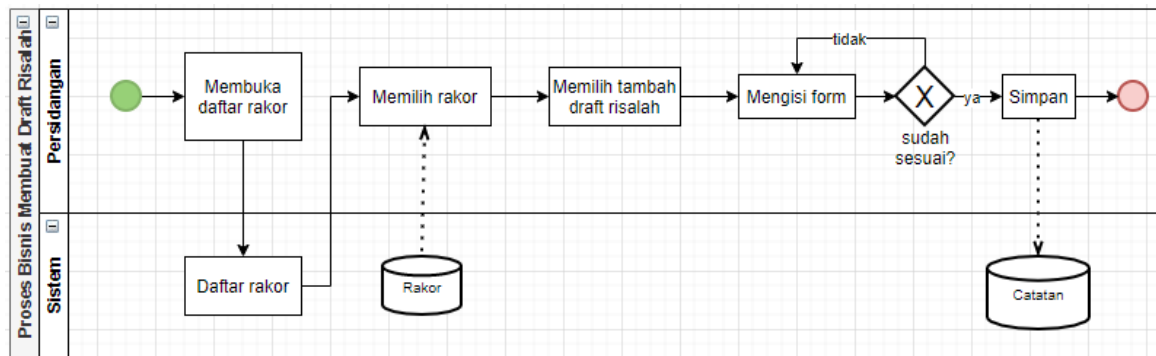 Proses Bisnis Membuat Draft Risalah
Persidangan
Membuka
daftar rakor
Memilih rakor
Memilih tambah
draft risalah
Mengisi form
tidak
X
sudah
sesuai?
ya
Simpan
Sistem
Daftar rakor
Rakor
Catatan